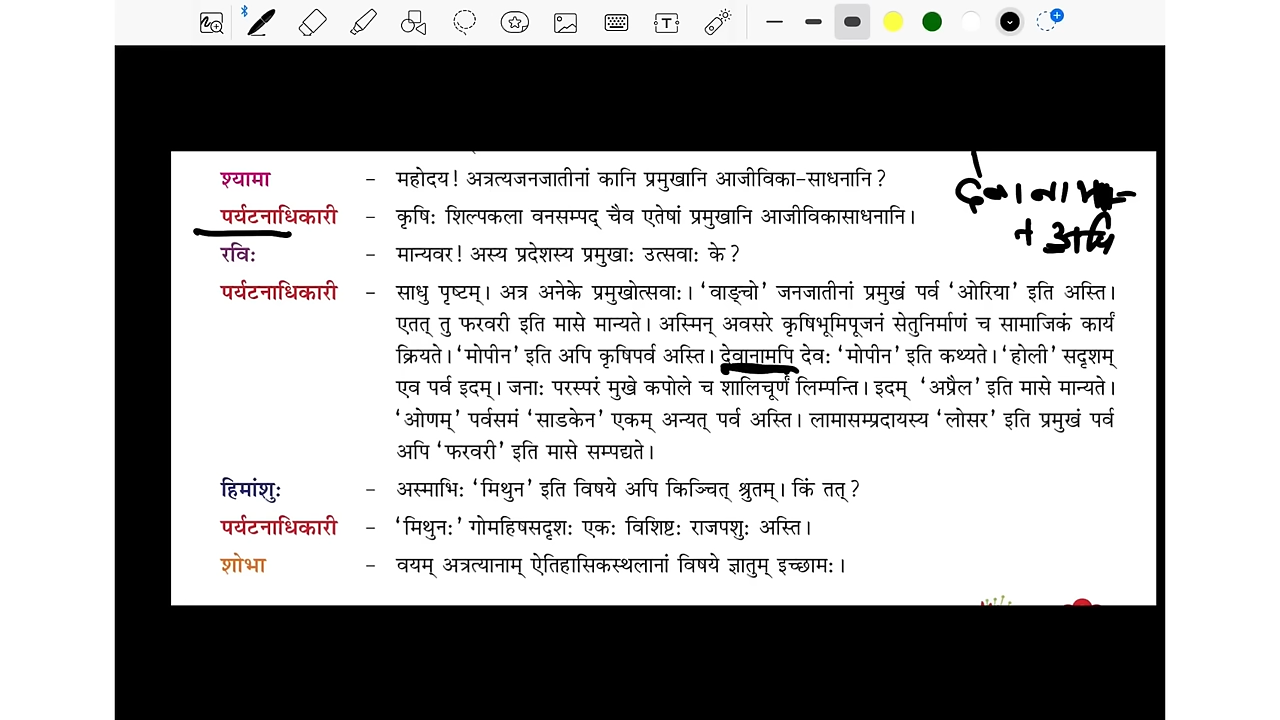 श्यामा – महोदय! अत्रत्यजनजातीनां कानि प्रमुखानि आजीविका-साधनानि?
पर्यटनाधिकारी – कृषिः शिल्पकला वनसम्पद् चैव एतेषां प्रमुखानि आजीविकासाधनानि।
रविः – मान्यवर! अस्य प्रदेशस्य प्रमुखाः उत्सवाः के?
पर्यटनाधिकारी – साधु पृष्टम्। अत्र अनेके प्रमुखोत्सवाः। 'वाङ्चो' जनजातीनां प्रमुखं पर्व 'ओरिया' इति अस्ति।
एतत् तु फरवरी इति मासे मान्यते। अस्मिन् अवसरे कृषिभूमिपूजनं सेतुनिर्माणं च सामाजिकं कार्यं
क्रियते। 'मोपीन' इति अपि कृषिपर्व अस्ति। देवानामपि देवः 'मोपीन' इति कथ्यते। 'होली' सदृशम्
एव पर्व इदम्। जनाः परस्परं मुखे कपोले च शालिचूर्णं लिम्पन्ति। इदम् 'अप्रैल' इति मासे मान्यते।
'ओणम्' पर्वसमं 'साडकेन' एकम् अन्यत् पर्व अस्ति। लामासम्प्रदायस्य 'लोसर' इति प्रमुखं पर्व
अपि 'फरवरी' इति मासे सम्पद्यते।
हिमांशुः – अस्माभिः 'मिथुन' इति विषये अपि किञ्चित् श्रुतम्। किं तत्?
पर्यटनाधिकारी – 'मिथुनः' गोमहिषसदृशः एकः विशिष्टः राजपशुः अस्ति।
शोभा – वयम् अत्रत्यानाम् ऐतिहासिकस्थलानां विषये ज्ञातुम् इच्छामः।
+ अपि